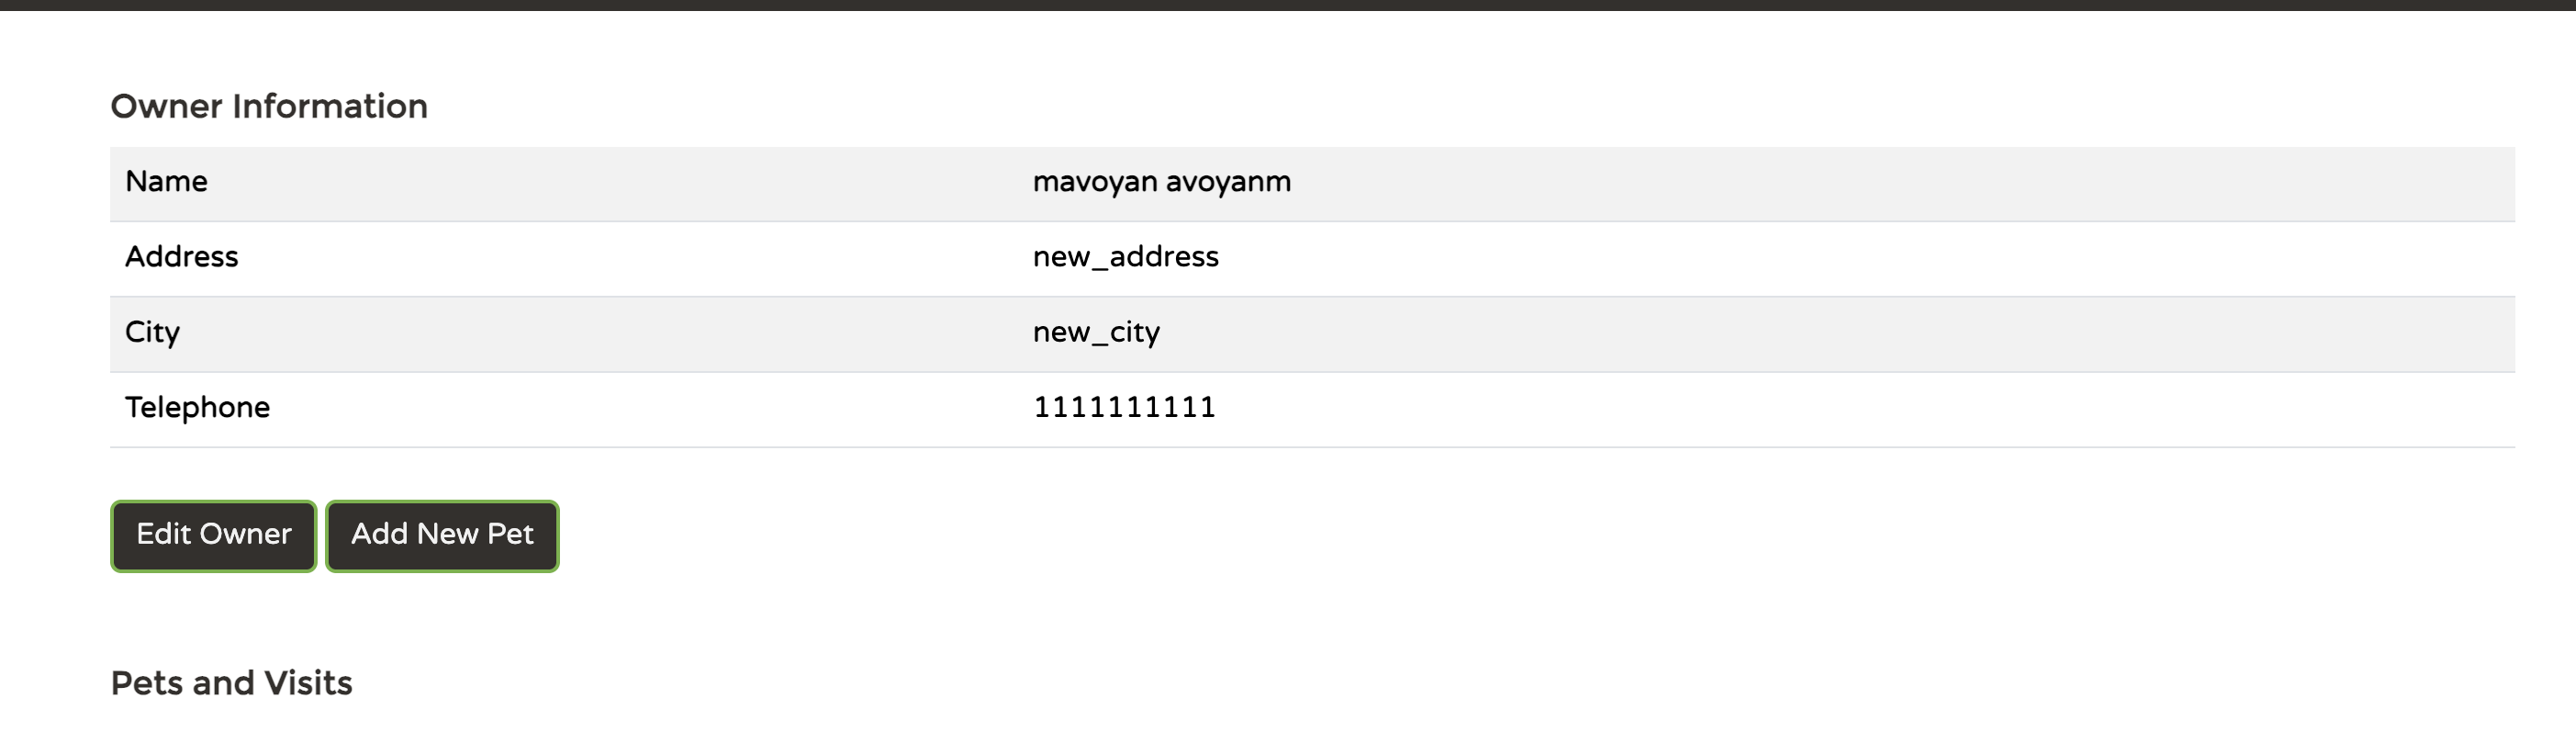 Owner Information
Name mavoyan avoyanm
Address new_address
City new_city
Telephone 1111111111
Edit Owner Add New Pet
Pets and Visits